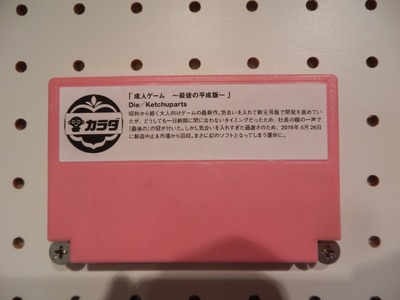 「 成人ゲーム　～最後の平成版～ 」
Die／Ketchuparts
昭和から続く大人向けゲームの最新作。気合いを入れて新元号版で開発を進めてい
たが、どうしても一日納期に間に合わないタイミングだったため、社長の鶴の一声で
「最後の」の冠が付いた。しかし気合いを入れすぎた過激さのため、2019年 5月26日
に製造中止&市場から回収。まさに幻のソフトとなってしまう運命に。
カラダ